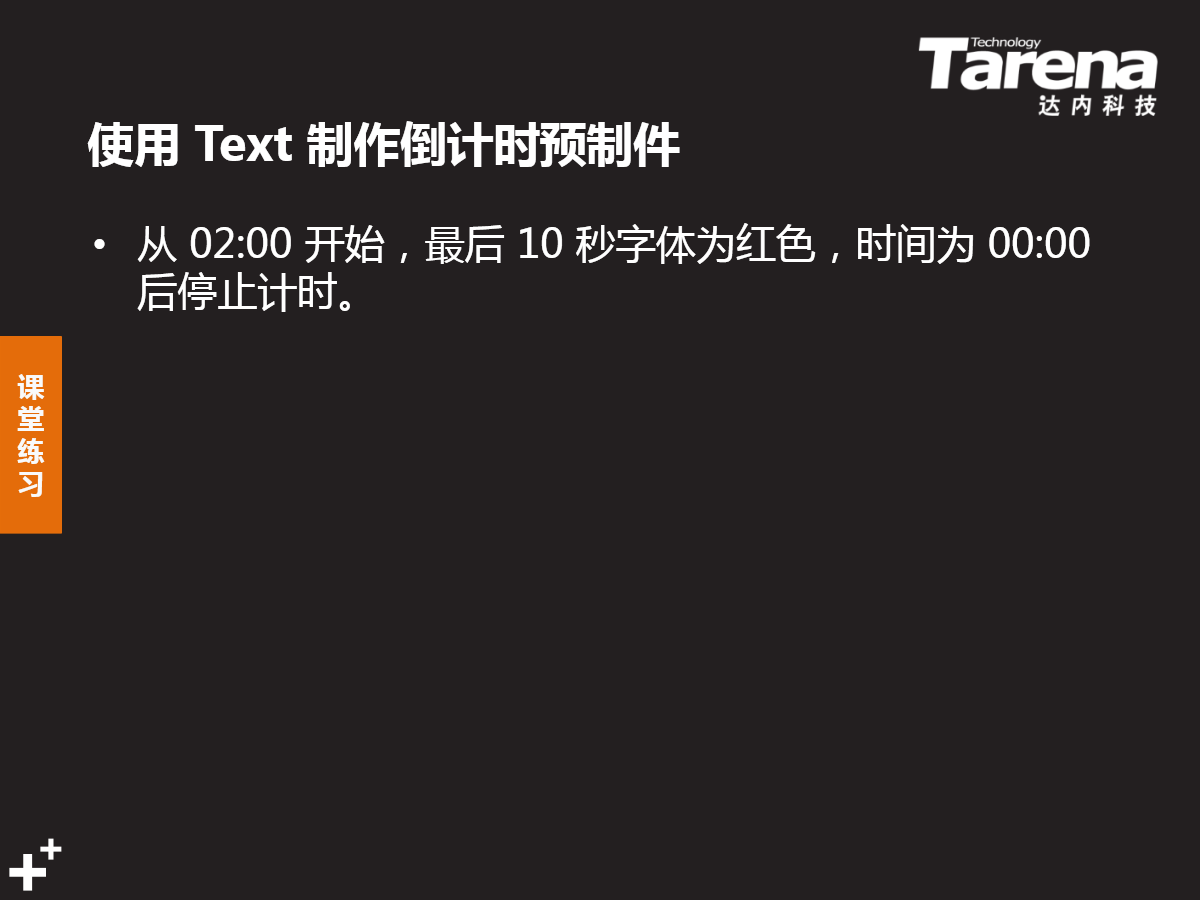 Technology
Tarena
达内科技
使用 Text 制作倒计时预制件
• 从 02:00 开始，最后 10 秒字体为红色，时间为 00:00
后停止计时。
课堂练习